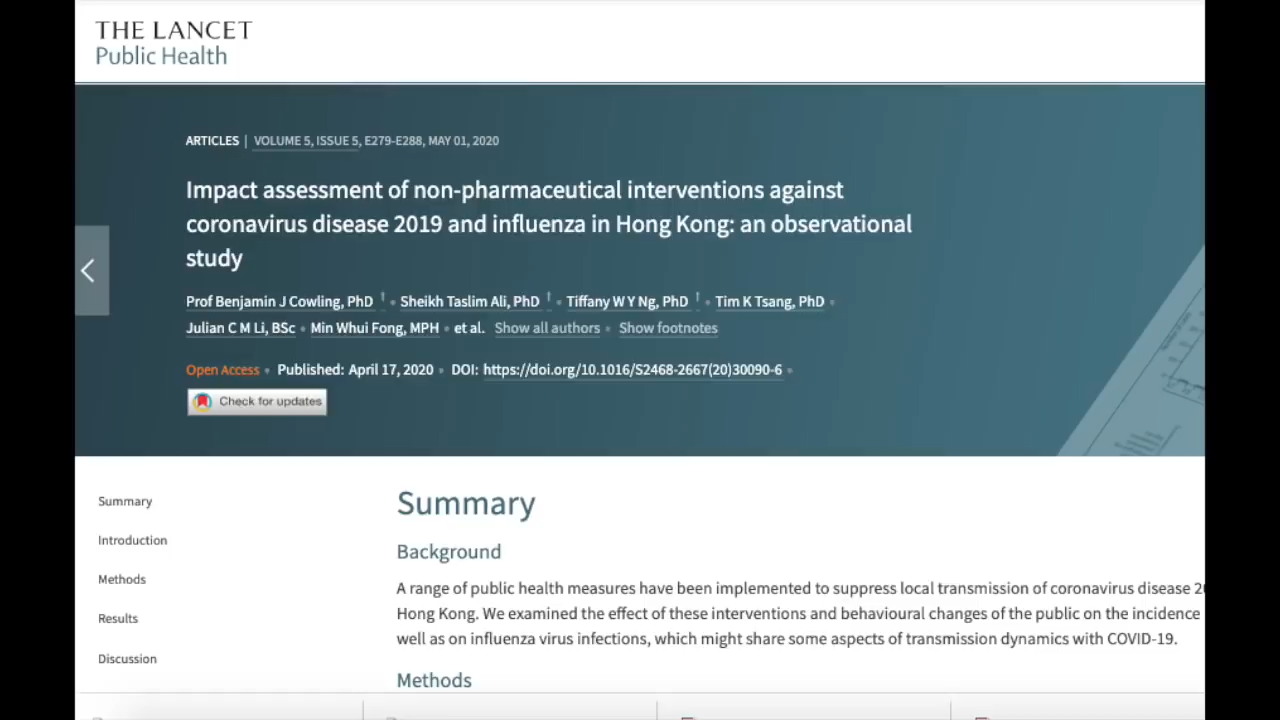 THE LANCET
Public Health
ARTICLES | VOLUME 5, ISSUE 5, E279-E288, MAY 01, 2020
Impact assessment of non-pharmaceutical interventions against
coronavirus disease 2019 and influenza in Hong Kong: an observational
study
Prof Benjamin J Cowling, PhD † • Sheikh Taslim Ali, PhD † • Tiffany W Y Ng, PhD † • Tim K Tsang, PhD •
Julian C M Li, BSc • Min Whui Fong, MPH • et al. Show all authors • Show footnotes
Open Access • Published: April 17, 2020 • DOI: https://doi.org/10.1016/S2468-2667(20)30090-6 •
Check for updates
Summary
Introduction
Methods
Results
Discussion
Summary
Background
A range of public health measures have been implemented to suppress local transmission of coronavirus disease
Hong Kong. We examined the effect of these interventions and behavioural changes of the public on the incidence
well as on influenza virus infections, which might share some aspects of transmission dynamics with COVID-19.
Methods